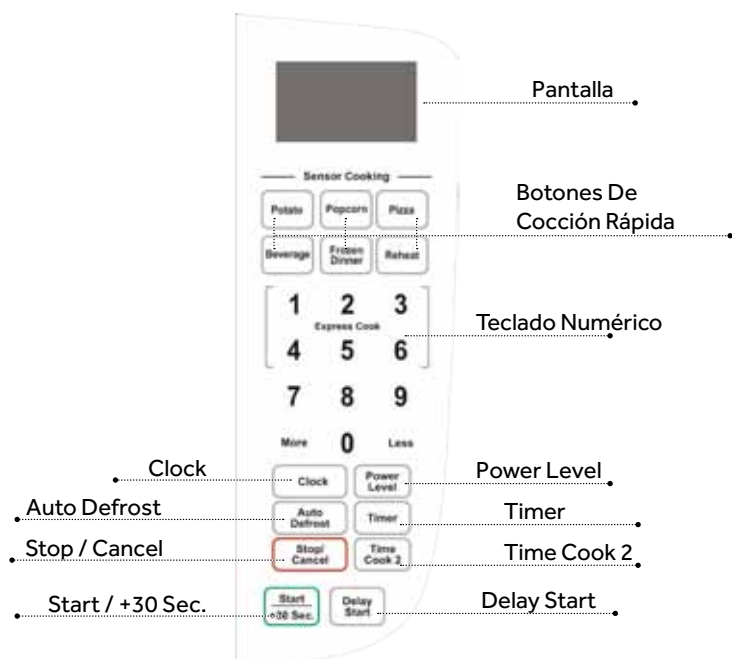 Pantalla
Sensor Cooking
Potato Popcorn Pizza
Botones De
Cocción Rápida
Beverage Frozen Dinner Reheat
1 2 3
Express Cook
Teclado Numérico
4 5 6
7 8 9
More 0 Less
Clock
Clock
Power Level
Power Level
Auto Defrost
Auto Defrost
Timer
Timer
Stop / Cancel
Stop/ Cancel
Time Cook 2
Time Cook 2
Start / +30 Sec.
Start +30 Sec.
Delay Start
Delay Start